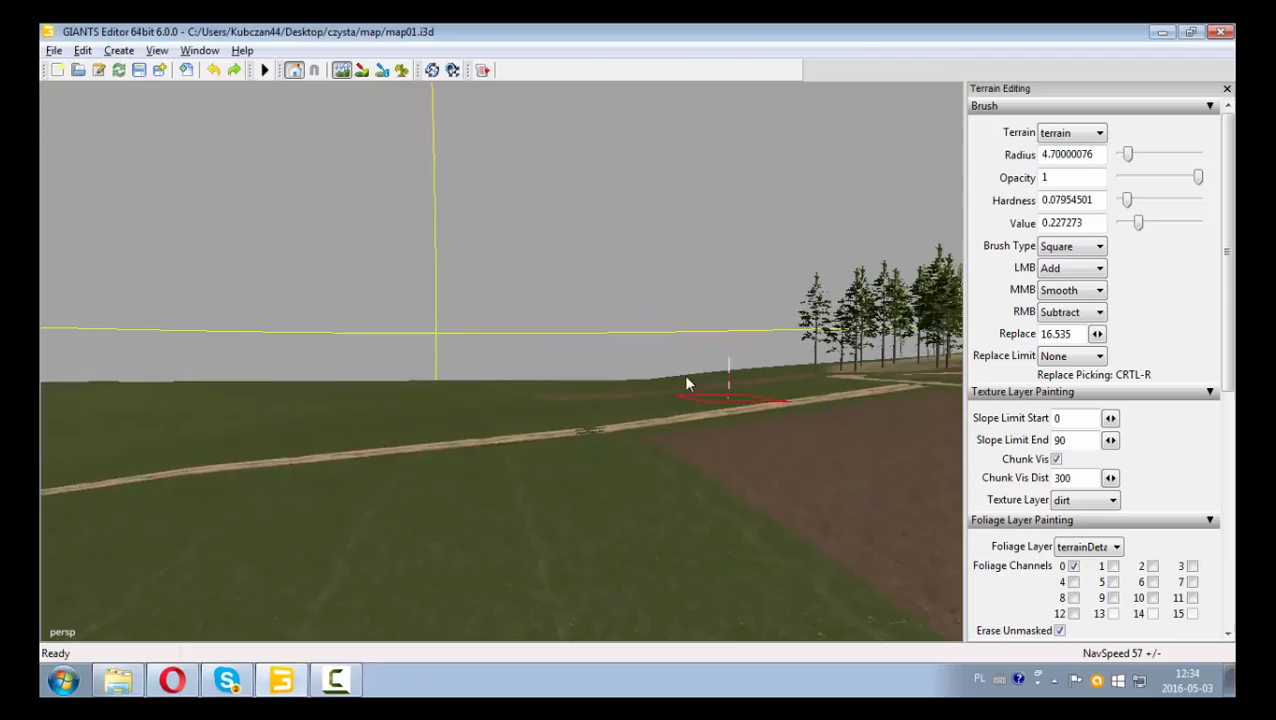 GIANTS Editor 64bit 6.0.0 - C:/Users/Kubczan44/Desktop/czysta/map/map01.i3d
File Edit Create View Window Help
Terrain Editing
Brush
Terrain terrain
Radius 4.70000076
Opacity 1
Hardness 0.07954501
Value 0.227273
Brush Type Square
LMB Add
MMB Smooth
RMB Subtract
Replace 16.535
Replace Limit None
Replace Picking: CRTL-R
Texture Layer Painting
Slope Limit Start 0
Slope Limit End 90
Chunk Vis
Chunk Vis Dist 300
Texture Layer dirt
Foliage Layer Painting
Foliage Layer terrainDeta
Foliage Channels 0 1 2 3
4 5 6 7
8 9 10 11
12 13 14 15
Erase Unmasked
persp
Ready
NavSpeed 57 +/-
PL
12:34
2016-05-03